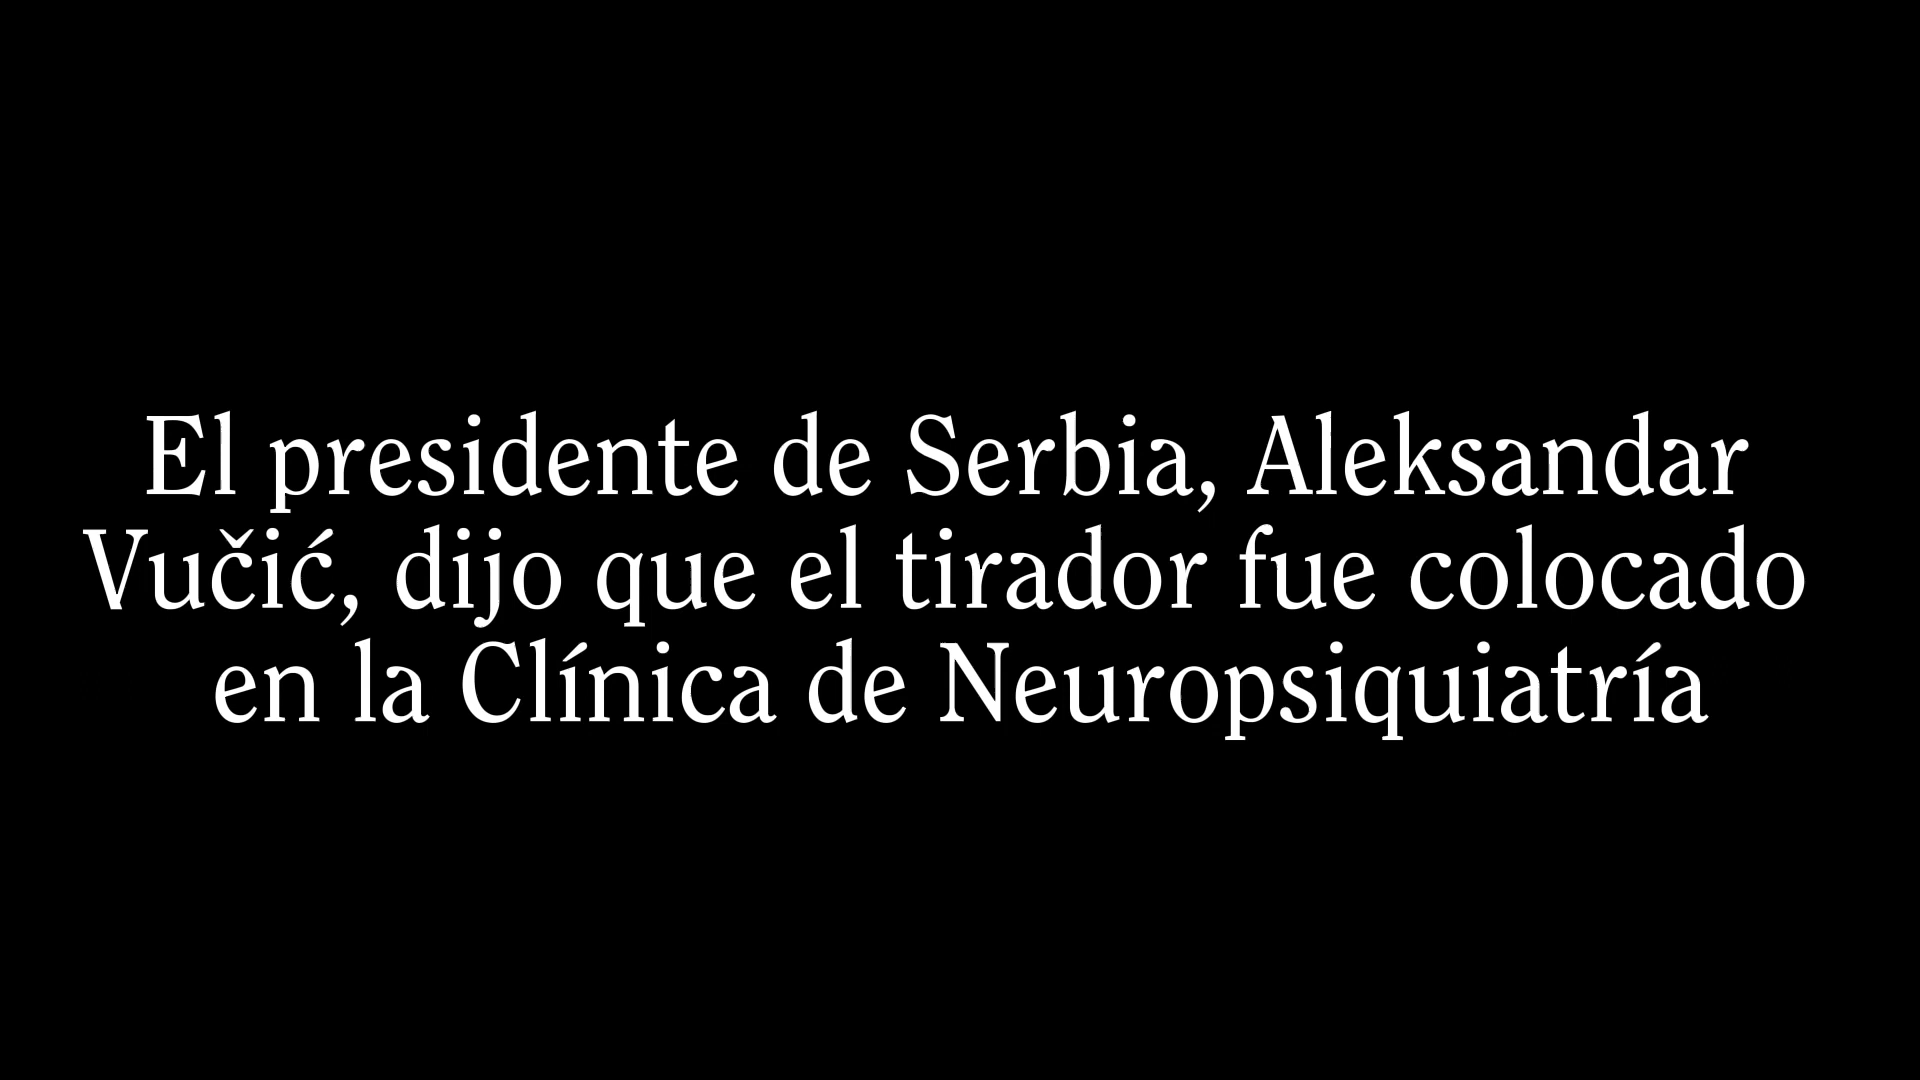 El presidente de Serbia, Aleksandar
Vučić, dijo que el tirador fue colocado
en la Clínica de Neuropsiquiatría